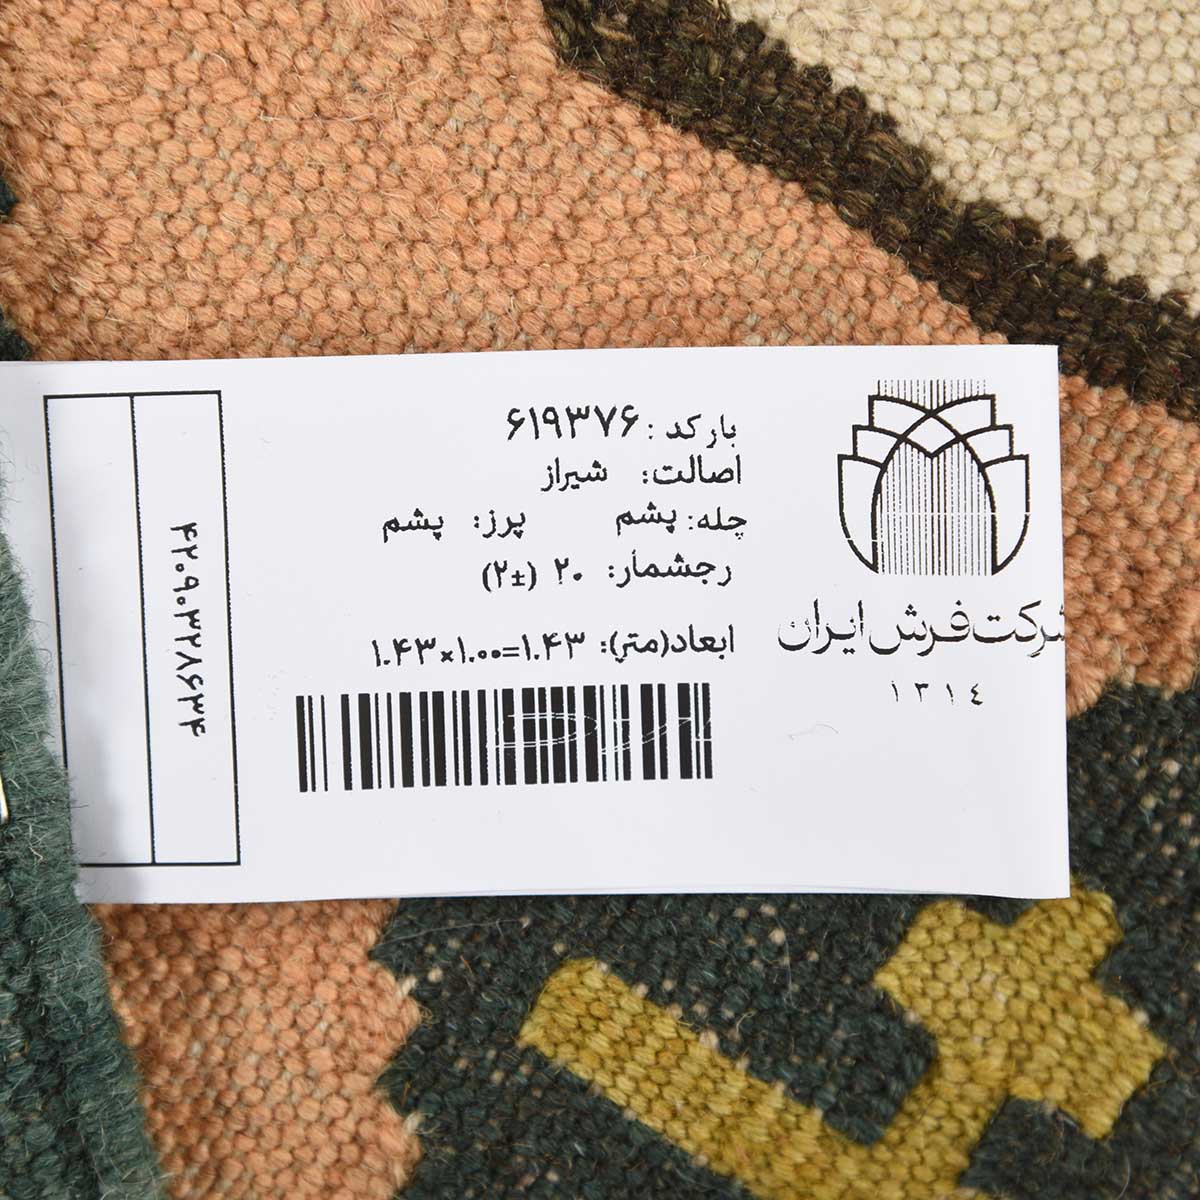 بارکد: ۶۱۹۳۷۶
اصالت: شیراز
چله: پشم پرز: پشم
رجشمار: ۲۰ (±۲)
ابعاد(متر): ۱.۴۳×۱.۰۰=۱.۴۳
شرکت فرش ایران
۱۳۱٤
۴۲۰۹۰۳۲۸۶۳۴